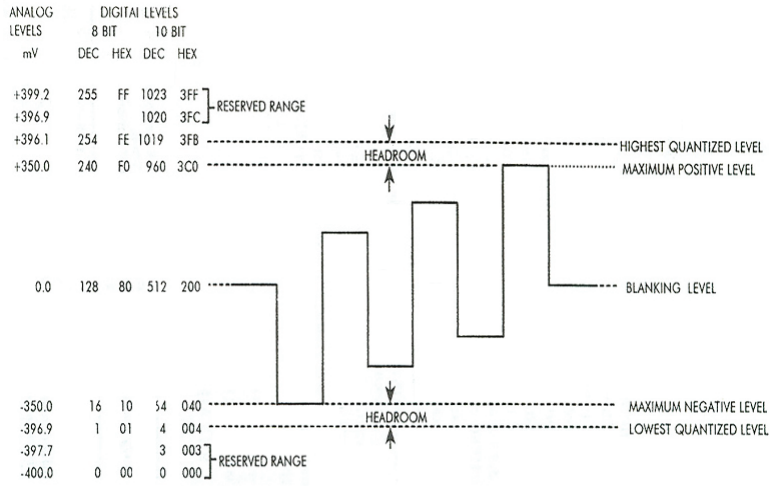 ANALOG DIGITAL LEVELS
LEVELS 8 BIT 10 BIT
mV DEC HEX DEC HEX
+399.2 255 FF 1023 3FF
RESERVED RANGE
+396.9 1020 3FC
+396.1 254 FE 1019 3FB HIGHEST QUANTIZED LEVEL
HEADROOM
+350.0 240 F0 960 3C0 MAXIMUM POSITIVE LEVEL
0.0 128 80 512 200 BLANKING LEVEL
-350.0 16 10 54 040 MAXIMUM NEGATIVE LEVEL
HEADROOM
-396.9 1 01 4 004 LOWEST QUANTIZED LEVEL
-397.7 3 003
RESERVED RANGE
-400.0 0 00 0 000